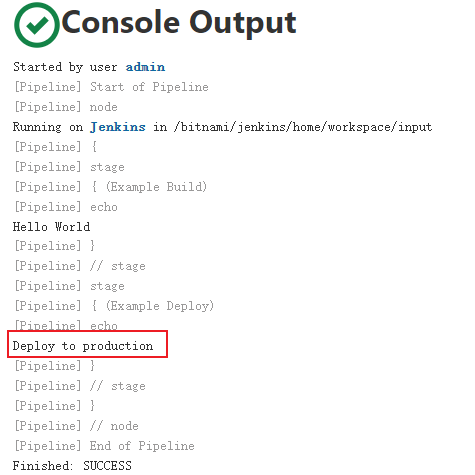 Console Output
Started by user admin
[Pipeline] Start of Pipeline
[Pipeline] node
Running on Jenkins in /bitnami/jenkins/home/workspace/input
[Pipeline] {
[Pipeline] stage
[Pipeline] { (Example Build)
[Pipeline] echo
Hello World
[Pipeline] }
[Pipeline] // stage
[Pipeline] stage
[Pipeline] { (Example Deploy)
[Pipeline] echo
Deploy to production
[Pipeline] }
[Pipeline] // stage
[Pipeline] }
[Pipeline] // node
[Pipeline] End of Pipeline
Finished: SUCCESS